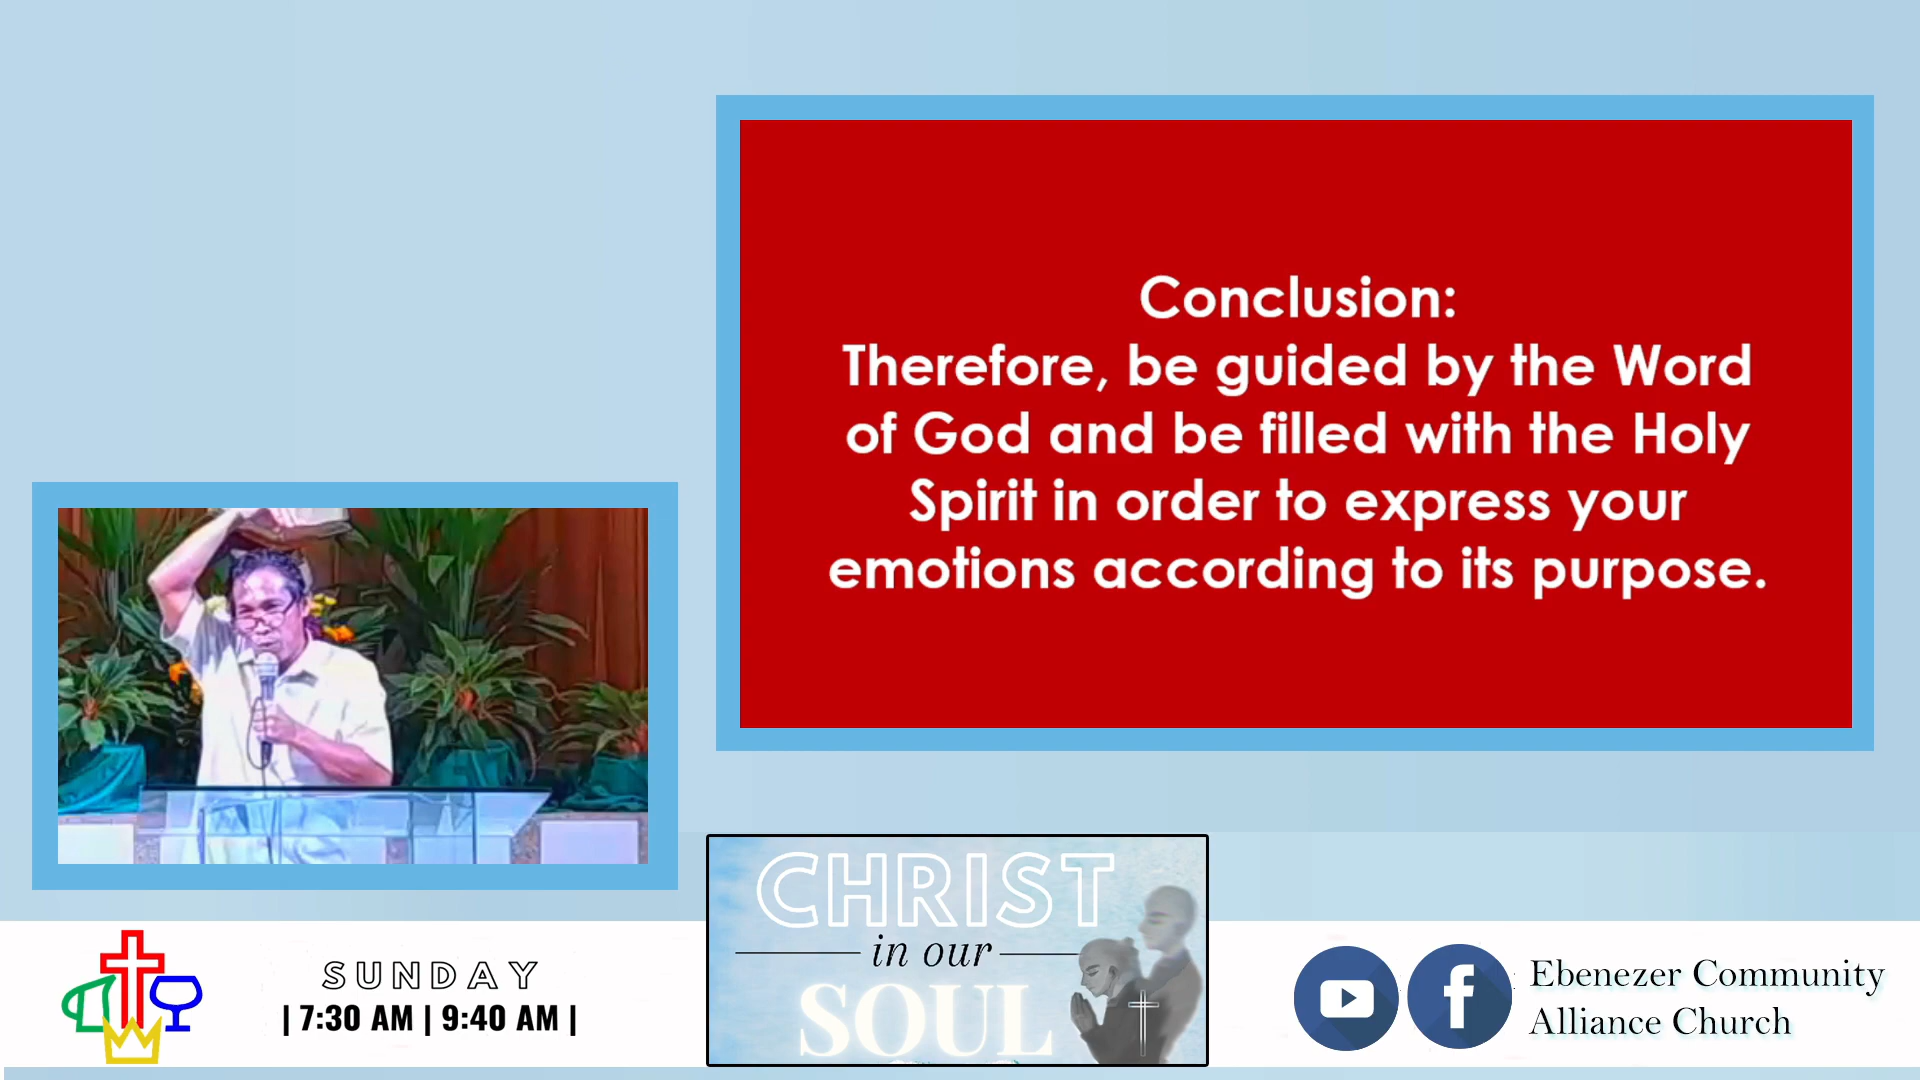 Conclusion:
Therefore, be guided by the Word
of God and be filled with the Holy
Spirit in order to express your
emotions according to its purpose.
SUNDAY
| 7:30 AM | 9:40 AM |
CHRIST
in our
SOUL
Ebenezer Community
Alliance Church